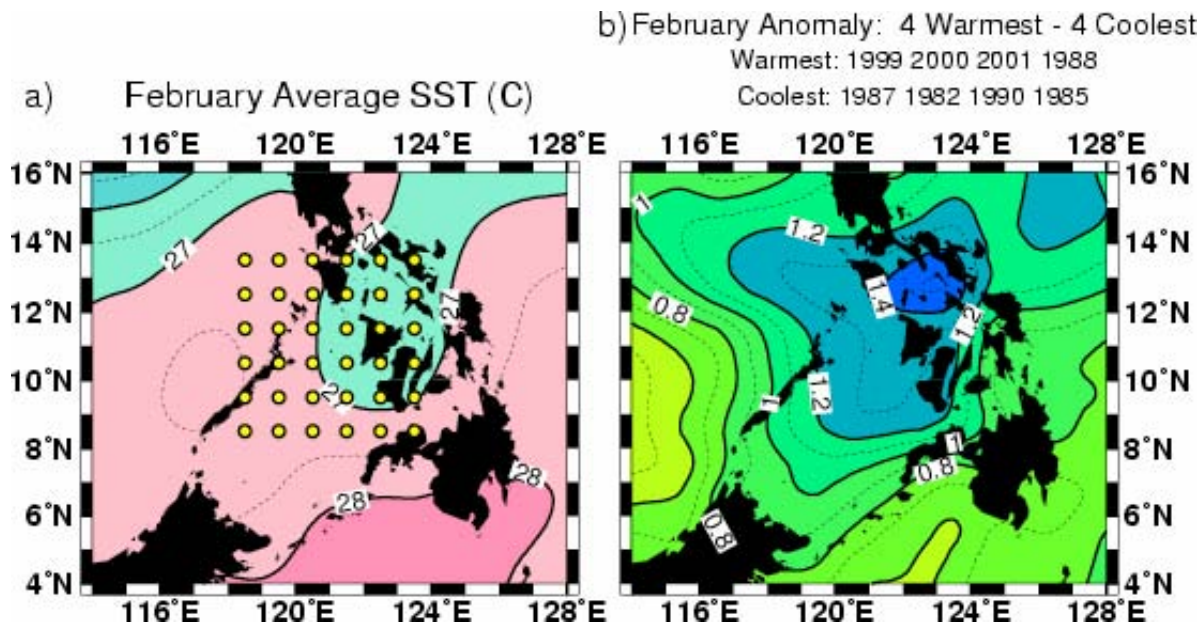 b) February Anomaly: 4 Warmest - 4 Coolest
Warmest: 1999 2000 2001 1988
Coolest: 1987 1982 1990 1985
a) February Average SST (C)
116°E 120°E 124°E 128°E
116°E 120°E 124°E 128°E
16°N
14°N
12°N
10°N
8°N
6°N
4°N
27
27
27
28
28
116°E 120°E 124°E 128°E
1
1.2
1.4
0.8
1.2
1.2
1
1
0.8
0.8
16°N
14°N
12°N
10°N
8°N
6°N
4°N
116°E 120°E 124°E 128°E